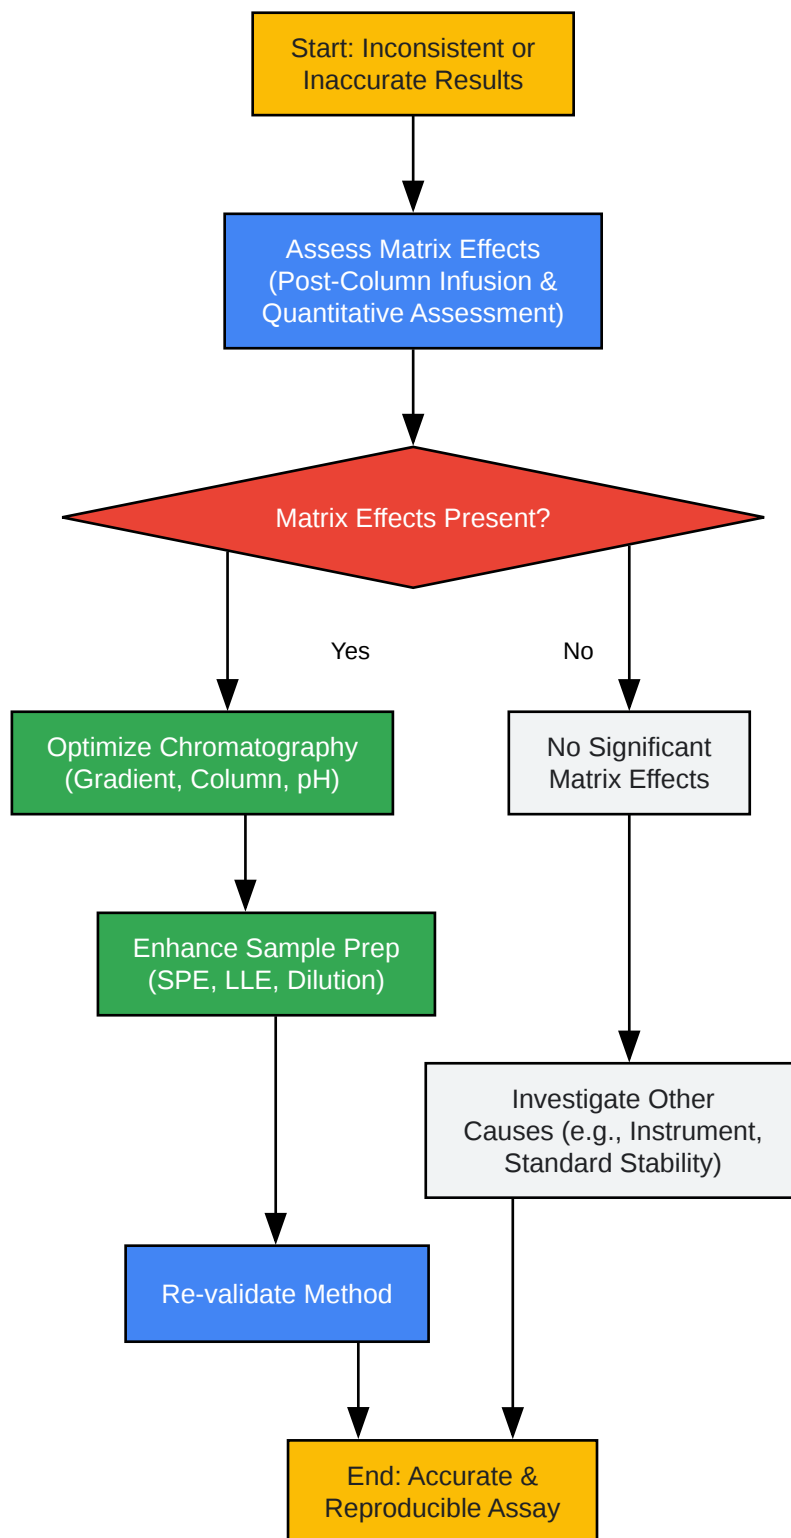 Start: Inconsistent or
Inaccurate Results
Assess Matrix Effects
(Post-Column Infusion &
Quantitative Assessment)
Matrix Effects Present?
Yes
No
Optimize Chromatography
(Gradient, Column, pH)
No Significant
Matrix Effects
Enhance Sample Prep
(SPE, LLE, Dilution)
Investigate Other
Causes (e.g., Instrument,
Standard Stability)
Re-validate Method
End: Accurate &
Reproducible Assay